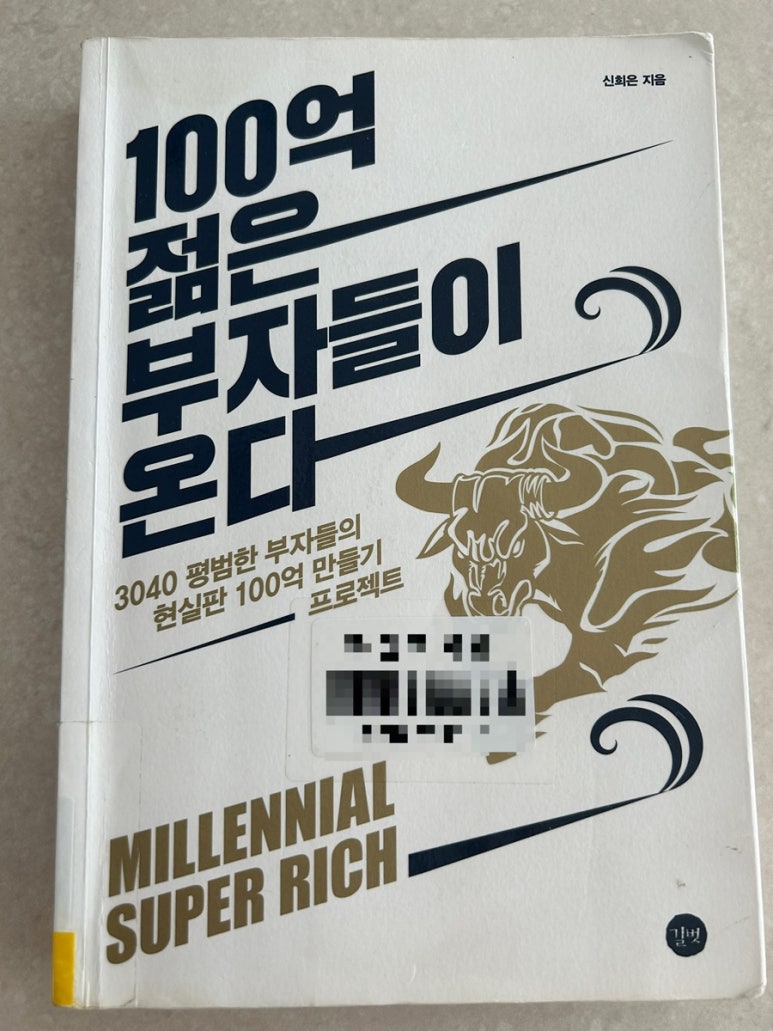 신희은 지음
100억
젊은
부자들이
온다
3040 평범한 부자들의
현실판 100억 만들기
프로젝트
MILLENNIAL
SUPER RICH
길벗